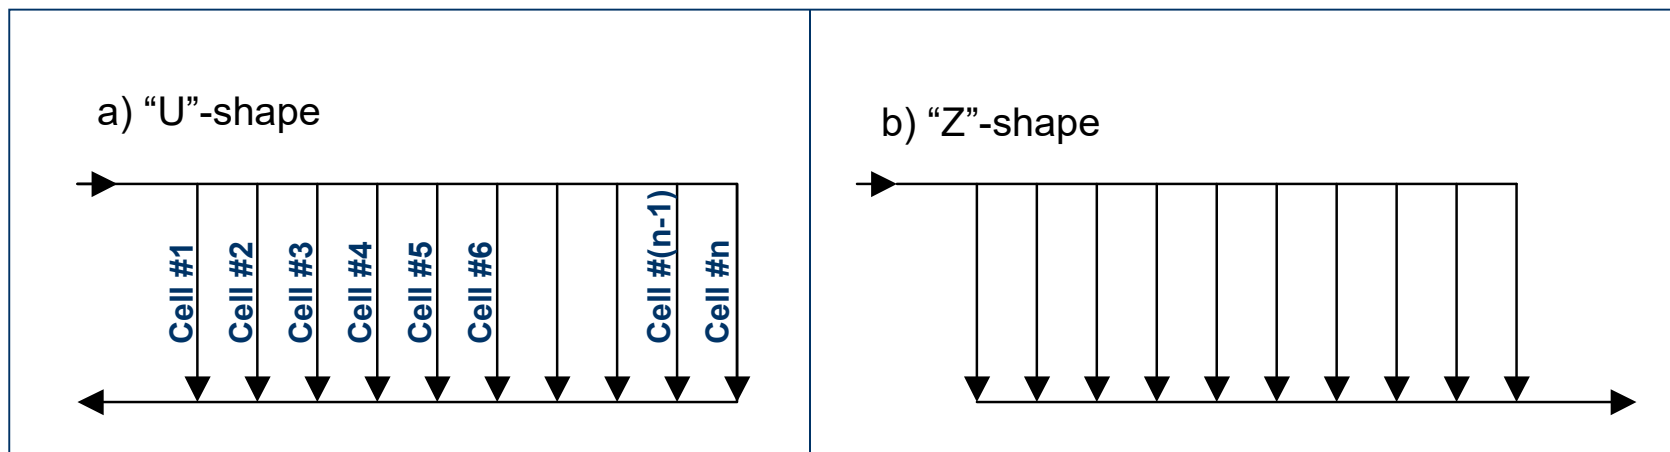 a) “U”-shape
Cell #1
Cell #2
Cell #3
Cell #4
Cell #5
Cell #6
Cell #(n-1)
Cell #n
b) “Z”-shape